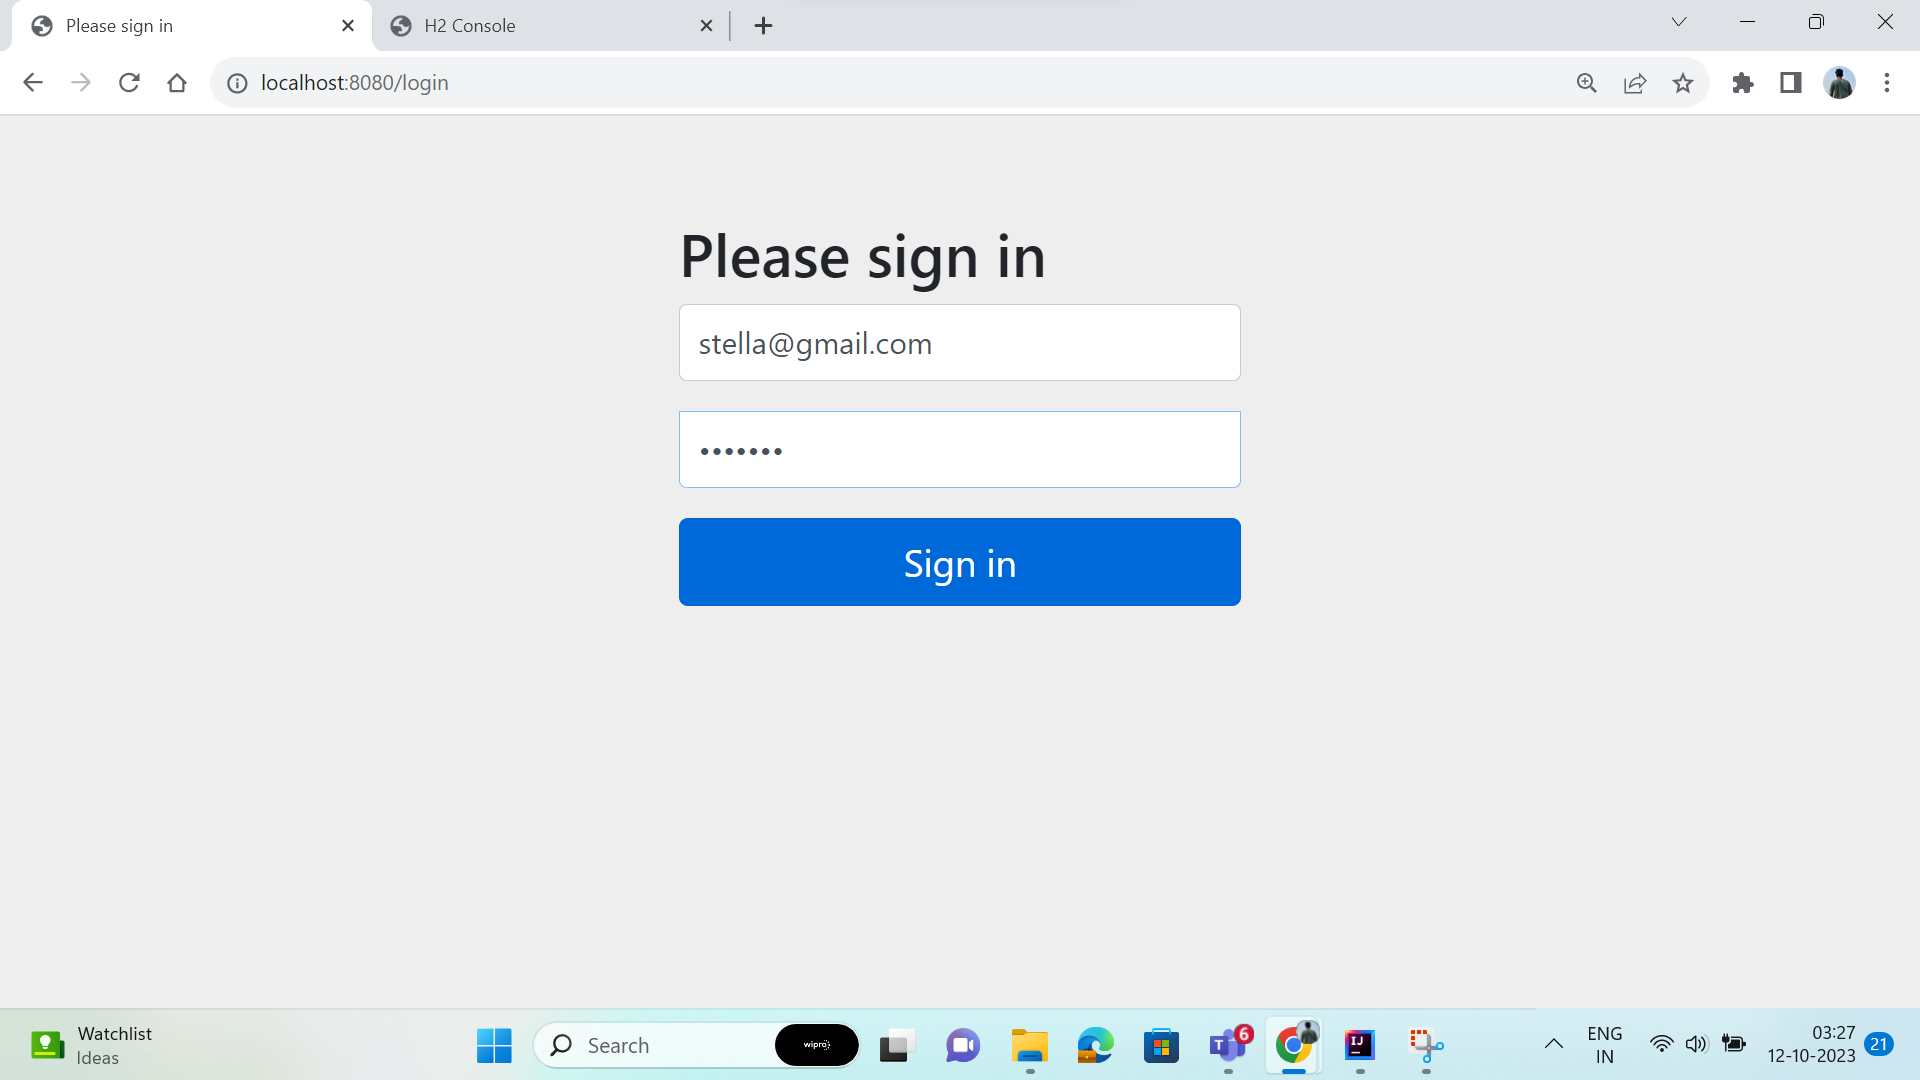 Please sign in
H2 Console
localhost:8080/login
Please sign in
stella@gmail.com
•••••••
Sign in
Watchlist
Ideas
Search
wipro
T
6
IJ
ENG
IN
03:27
12-10-2023
21